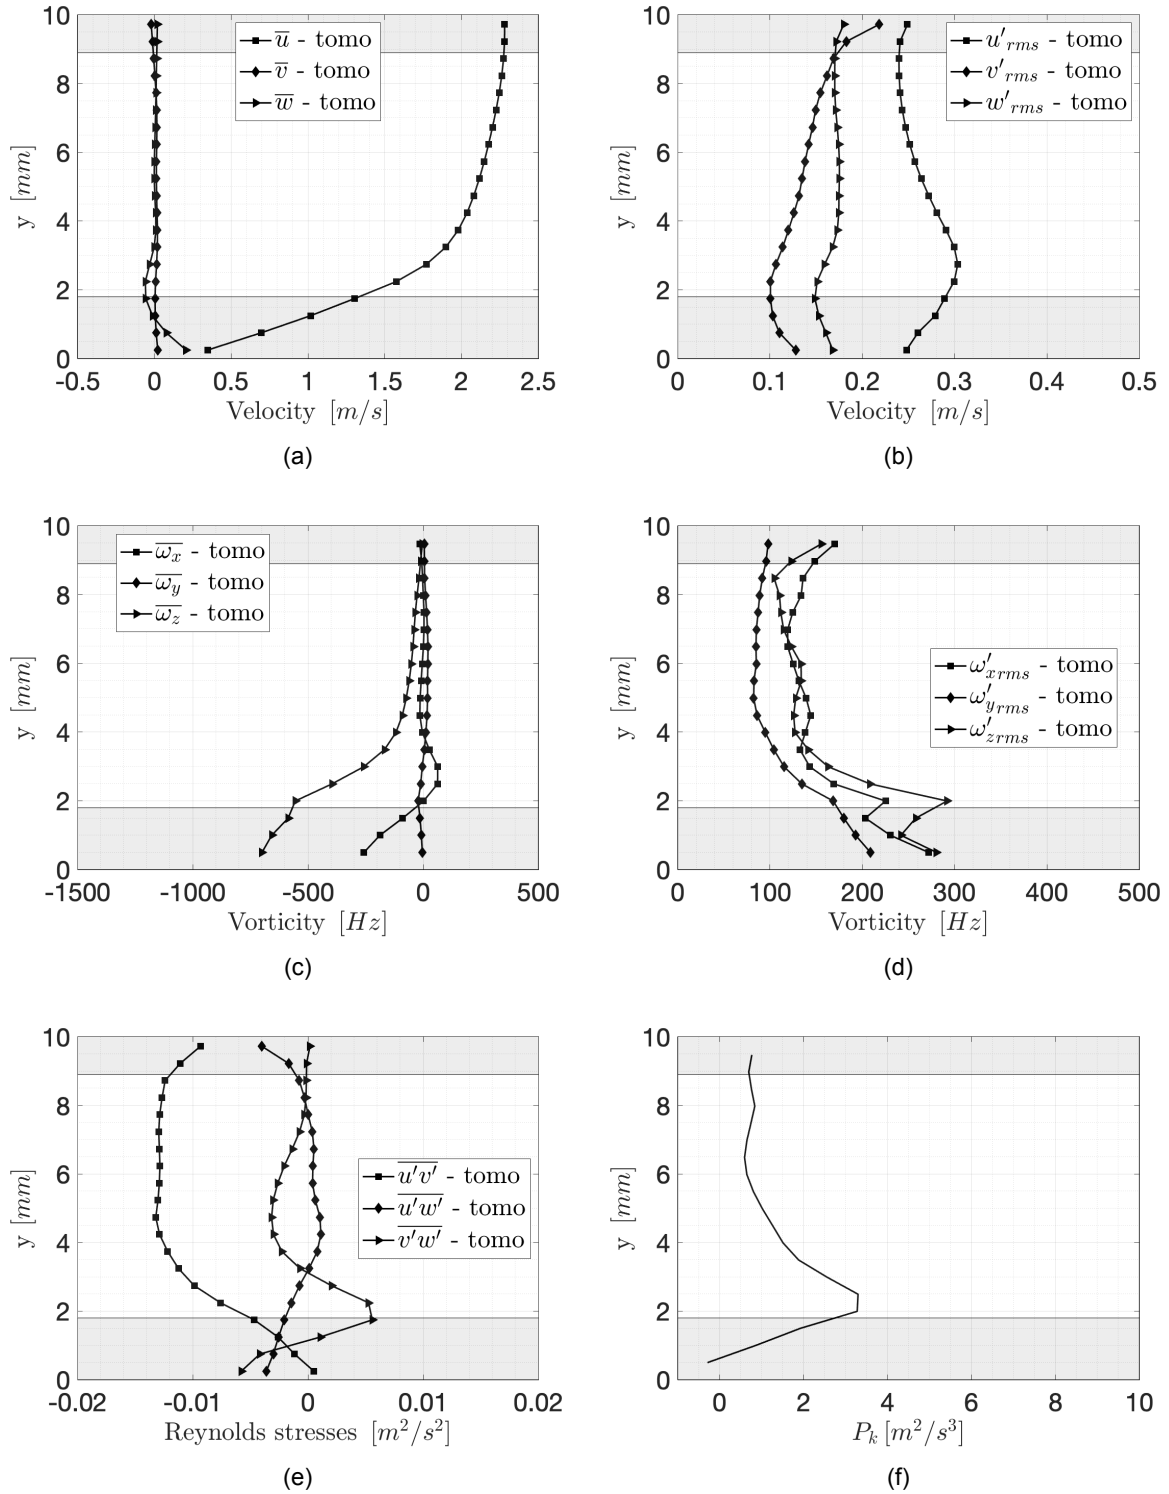 10
8
6
4
2
0
y [mm]
u̅ - tomo
v̅ - tomo
w̅ - tomo
-0.5 0 0.5 1 1.5 2 2.5
Velocity [m/s]
(a)
10
8
6
4
2
0
y [mm]
u′rms - tomo
v′rms - tomo
w′rms - tomo
0 0.1 0.2 0.3 0.4 0.5
Velocity [m/s]
(b)
10
8
6
4
2
0
y [mm]
ω̅x - tomo
ω̅y - tomo
ω̅z - tomo
-1500 -1000 -500 0 500
Vorticity [Hz]
(c)
10
8
6
4
2
0
y [mm]
ω′xrms - tomo
ω′yrms - tomo
ω′zrms - tomo
0 100 200 300 400 500
Vorticity [Hz]
(d)
10
8
6
4
2
0
y [mm]
u̅′v̅′ - tomo
u̅′w̅′ - tomo
v̅′w̅′ - tomo
-0.02 -0.01 0 0.01 0.02
Reynolds stresses [m²/s²]
(e)
10
8
6
4
2
0
y [mm]
0 2 4 6 8 10
Pk [m²/s³]
(f)